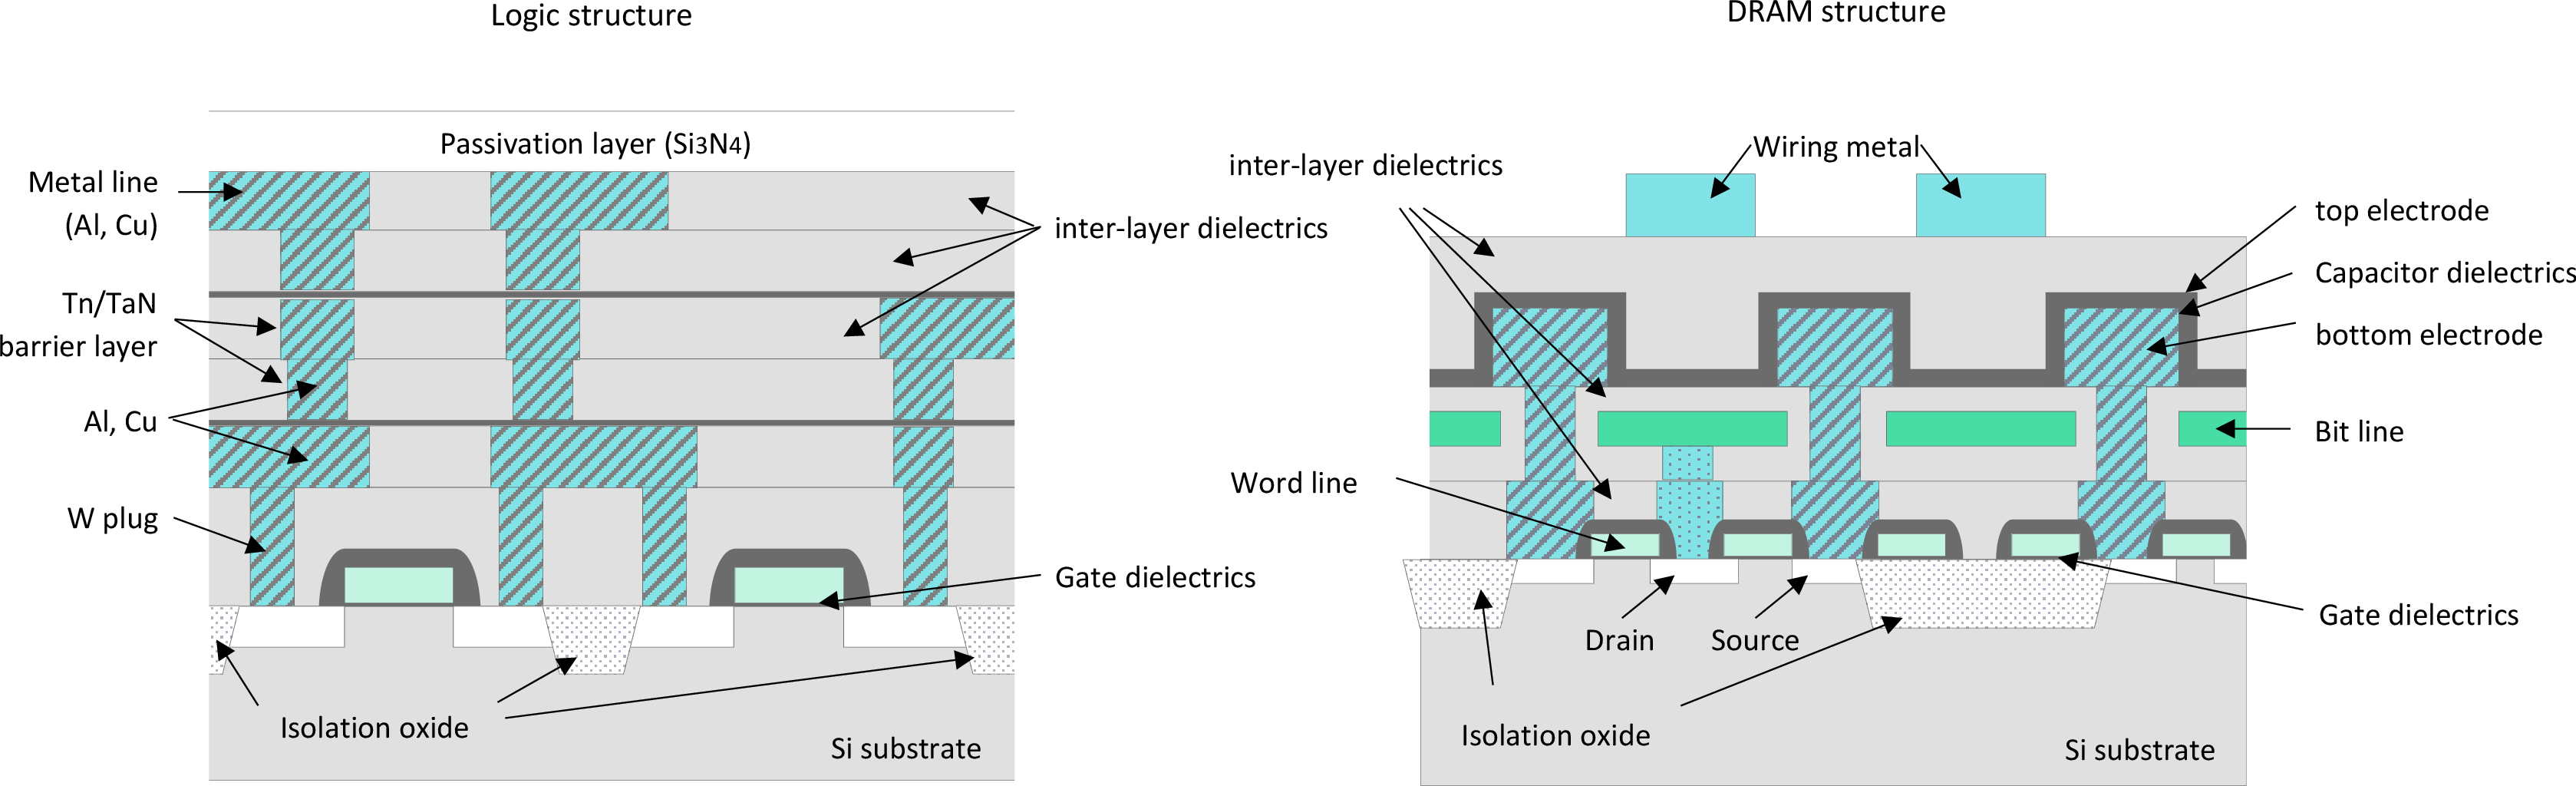 Logic structure
Passivation layer (Si3N4)
Metal line
(Al, Cu)
inter-layer dielectrics
Tn/TaN
barrier layer
Al, Cu
W plug
Gate dielectrics
Isolation oxide
Si substrate
DRAM structure
Wiring metal
inter-layer dielectrics
top electrode
Capacitor dielectrics
bottom electrode
Bit line
Word line
Gate dielectrics
Drain
Source
Isolation oxide
Si substrate